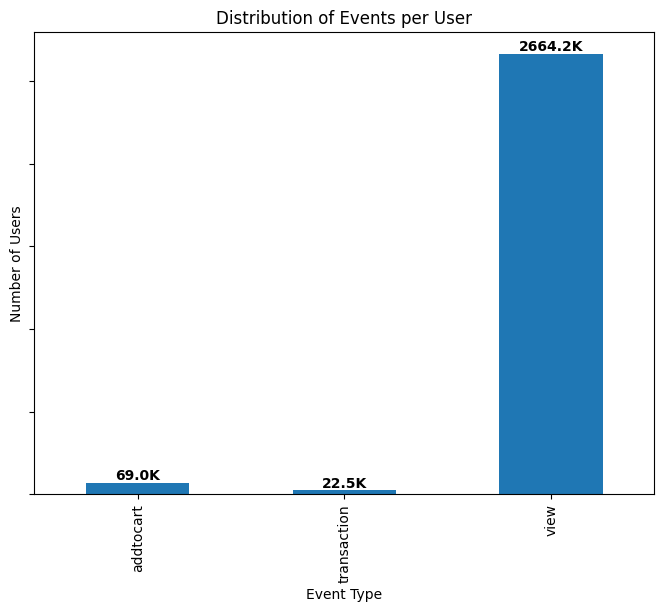 Distribution of Events per User
Number of Users
2664.2K
69.0K
22.5K
addtocart
transaction
view
Event Type